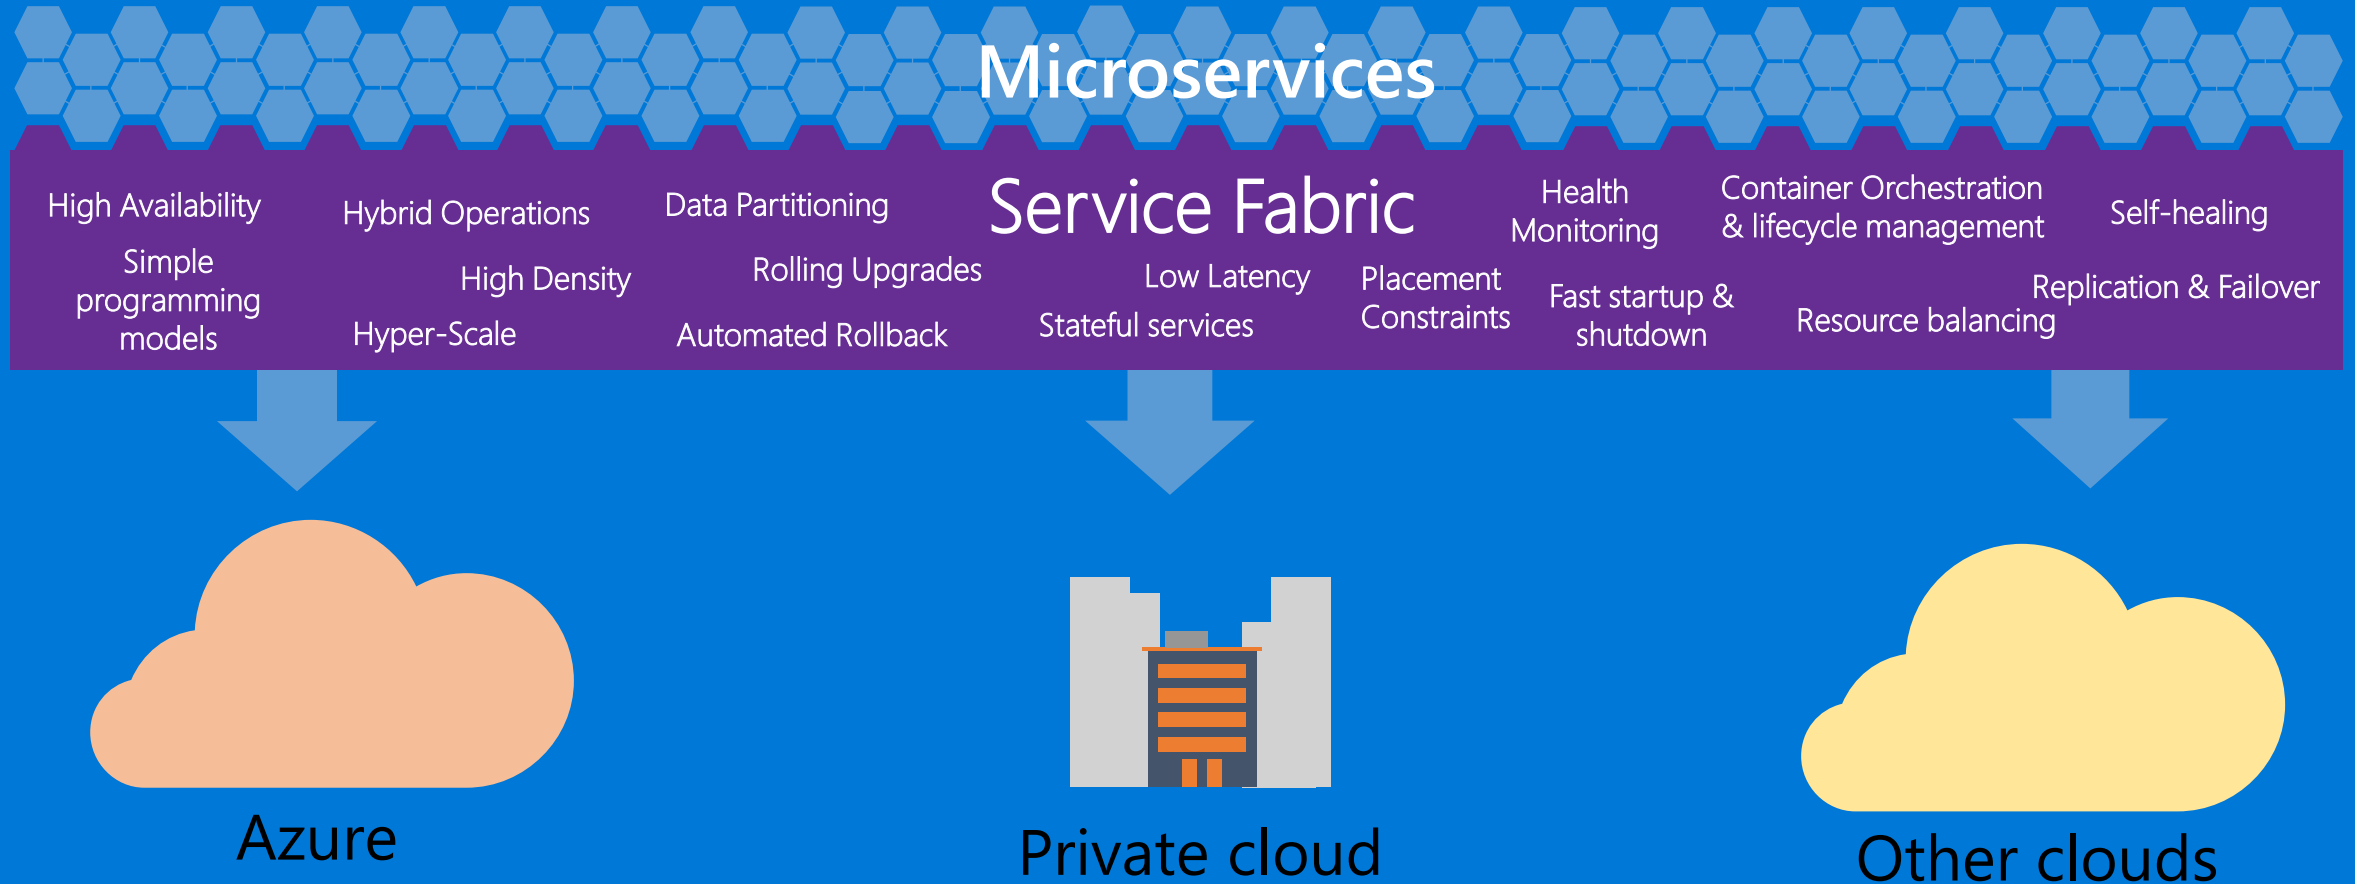 Microservices
Service Fabric
High Availability
Simple
programming
models
Hybrid Operations
High Density
Hyper-Scale
Data Partitioning
Rolling Upgrades
Automated Rollback
Low Latency
Stateful services
Placement
Constraints
Health
Monitoring
Fast startup &
shutdown
Container Orchestration
& lifecycle management
Resource balancing
Self-healing
Replication & Failover
Azure
Private cloud
Other clouds